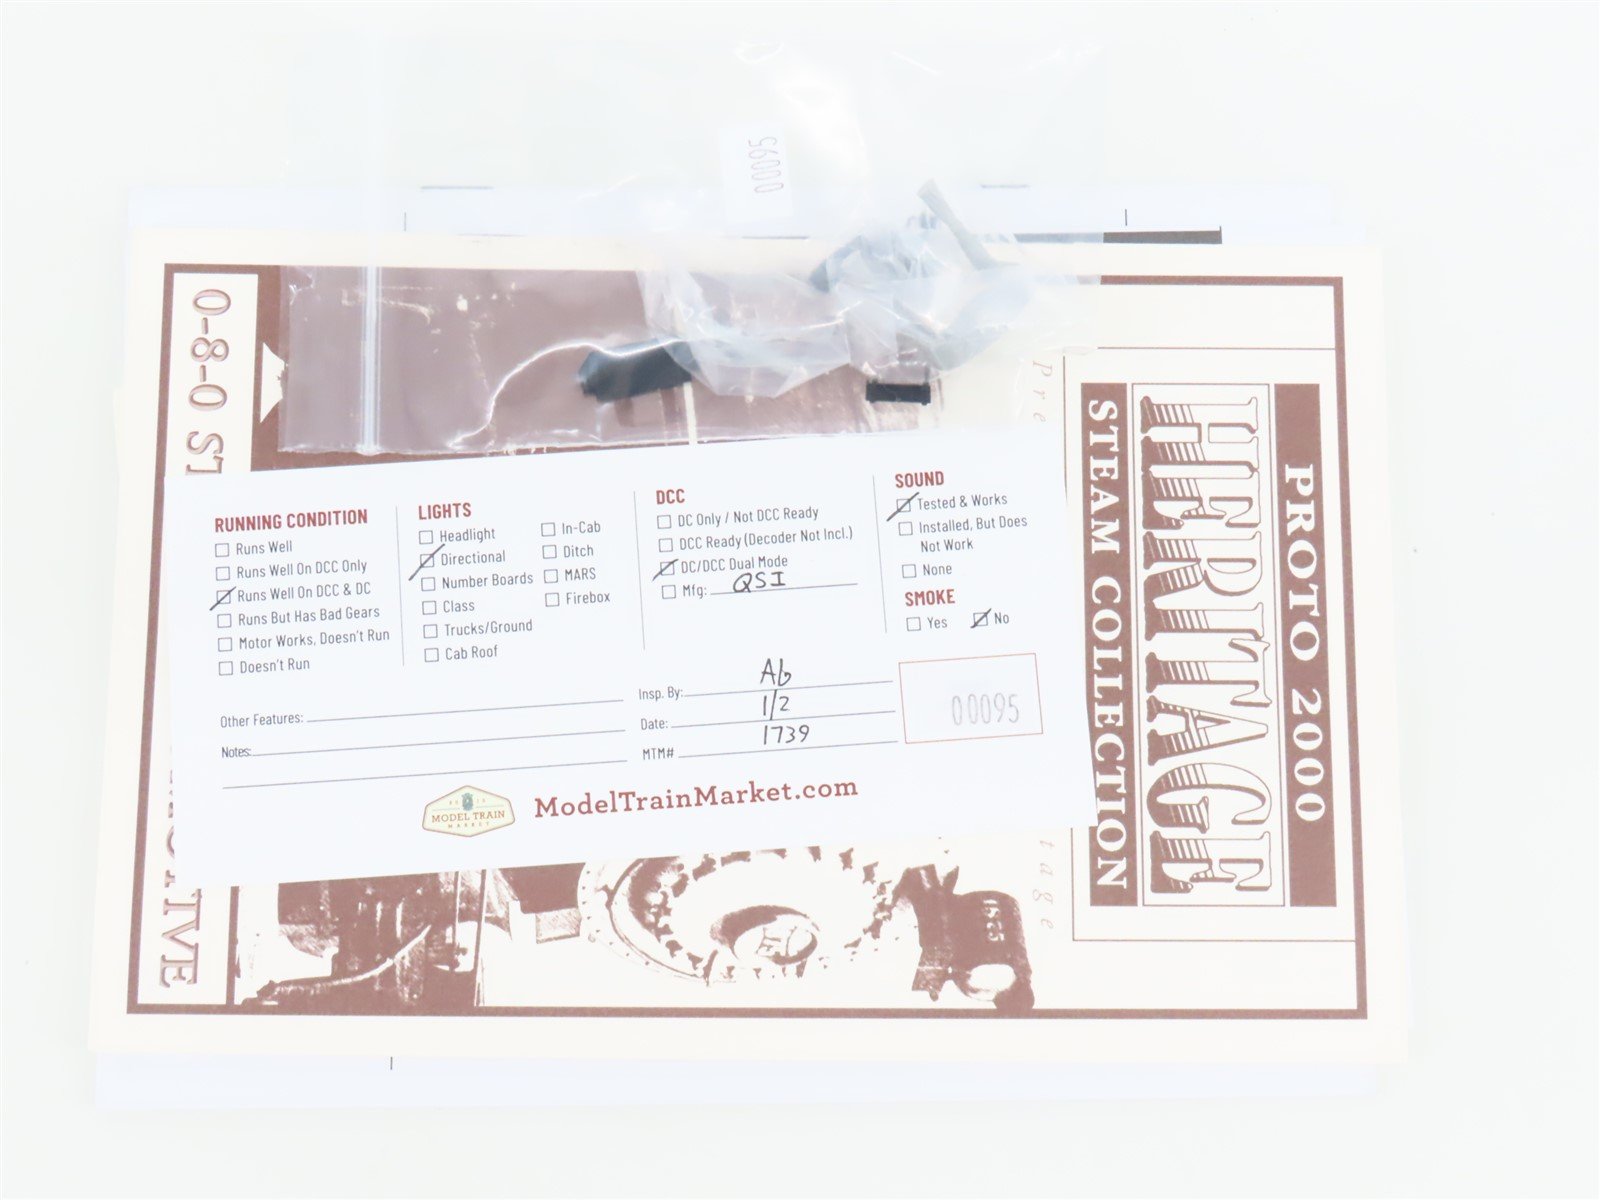 00095
0-8-0 ST
TIVE
Pre
tage
PROTO 2000
HERITAGE
STEAM COLLECTION
RUNNING CONDITION
Runs Well
Runs Well On DCC Only
Runs Well On DCC & DC
Runs But Has Bad Gears
Motor Works, Doesn't Run
Doesn't Run
LIGHTS
Headlight
Directional
Number Boards
Class
Trucks/Ground
Cab Roof
In-Cab
Ditch
MARS
Firebox
DCC
DC Only / Not DCC Ready
DCC Ready (Decoder Not Incl.)
DC/DCC Dual Mode
Mfg: QSI
SOUND
Tested & Works
Installed, But Does
Not Work
None
SMOKE
Yes No
Other Features:
Notes:
Insp. By: Ab
Date: 1/2
MTM# 1739
00095
MODEL TRAIN
MARKET
ModelTrainMarket.com